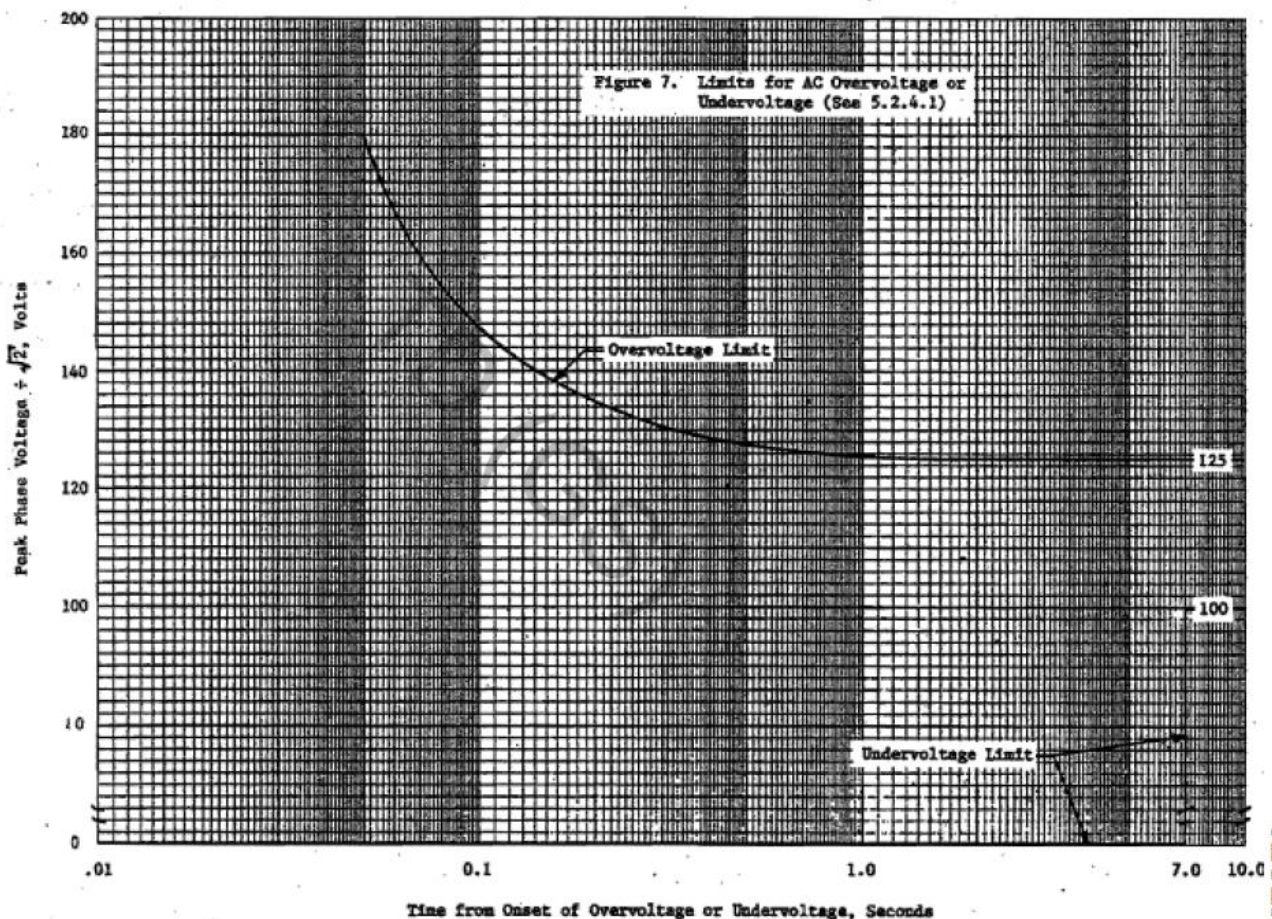 200
Figure 7. Limits for AC Overvoltage or
Undervoltage (See 5.2.4.1)
180
160
Peak Phase Voltage ÷ √2, Volts
Overvoltage Limit
140
125
120
100
100
Undervoltage Limit
0
.01
0.1
1.0
7.0
10.0
Time from Onset of Overvoltage or Undervoltage, Seconds